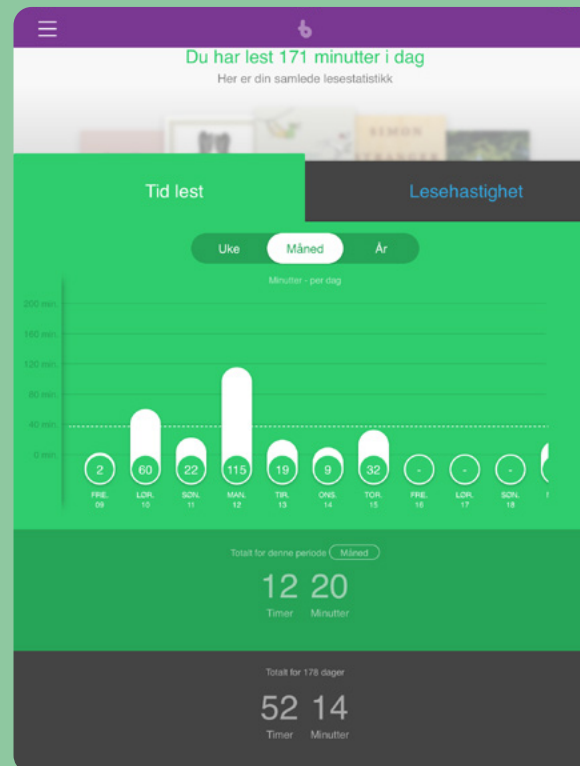 Du har lest 171 minutter i dag
Her er din samlede lesestatistikk
SIMON
STRANGER
Tid lest
Lesehastighet
Uke Måned År
Minutter - per dag
200 min.
160 min.
120 min.
80 min.
40 min.
0 min.
2 60 22 115 19 9 32 - - -
FRE. LØR. SØN. MAN. TIR. ONS. TOR. FRE. LØR. SØN.
09 10 11 12 13 14 15 16 17 18
Totalt for denne periode Måned
12 20
Timer Minutter
Totalt for 178 dager
52 14
Timer Minutter